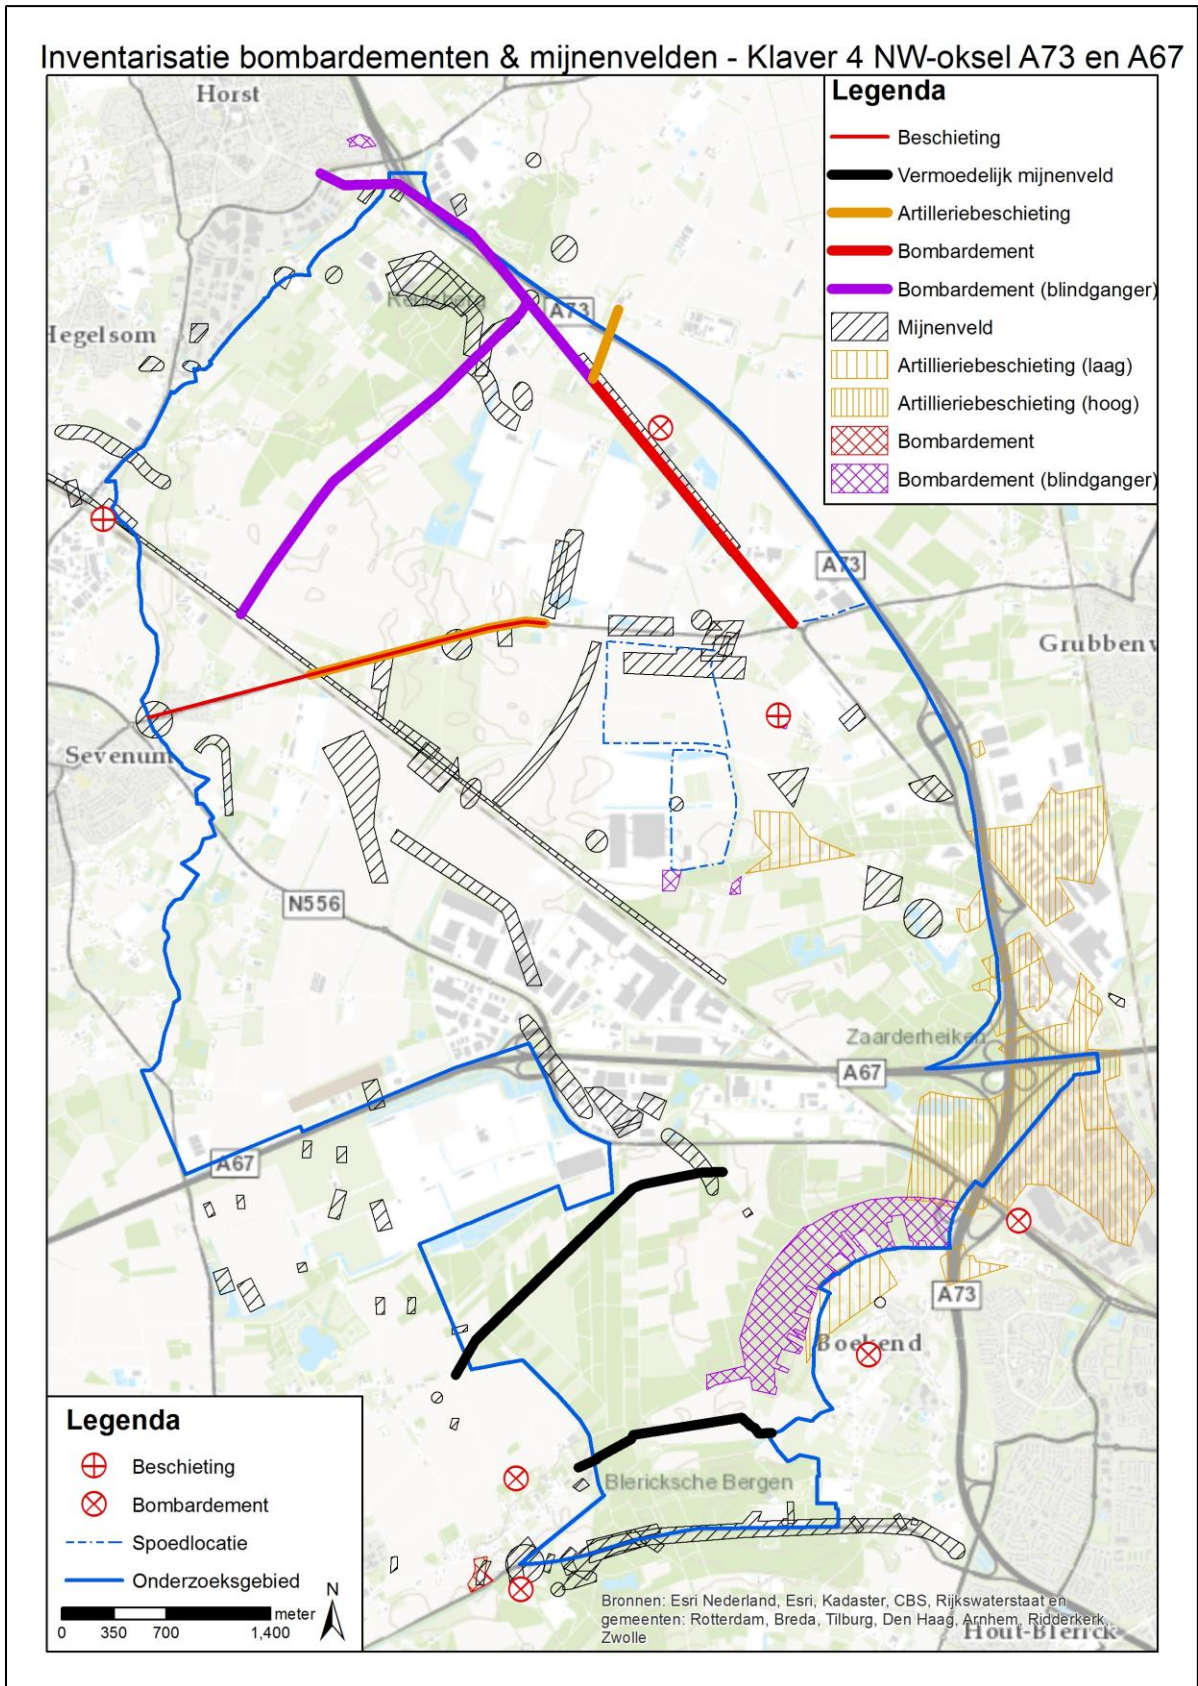 Inventarisatie bombardementen & mijnenvelden - Klaver 4 NW-oksel A73 en A67
Legenda
Beschieting
Vermoedelijk mijnenveld
Artilleriebeschieting
Bombardement
Bombardement (blindganger)
Mijnenveld
Artillieriebeschieting (laag)
Artillieriebeschieting (hoog)
Bombardement
Bombardement (blindganger)
Horst
A73
Hegelsom
A73
Grubbenv
Sevenum
N556
Zaarderheiken
A67
A67
A73
Boekend
Blericksche Bergen
Hout-Blerick
Legenda
Beschieting
Bombardement
Spoedlocatie
Onderzoeksgebied
N
meter
0 350 700 1,400
Bronnen: Esri Nederland, Esri, Kadaster, CBS, Rijkswaterstaat en
gemeenten: Rotterdam, Breda, Tilburg, Den Haag, Arnhem, Ridderkerk,
Zwolle